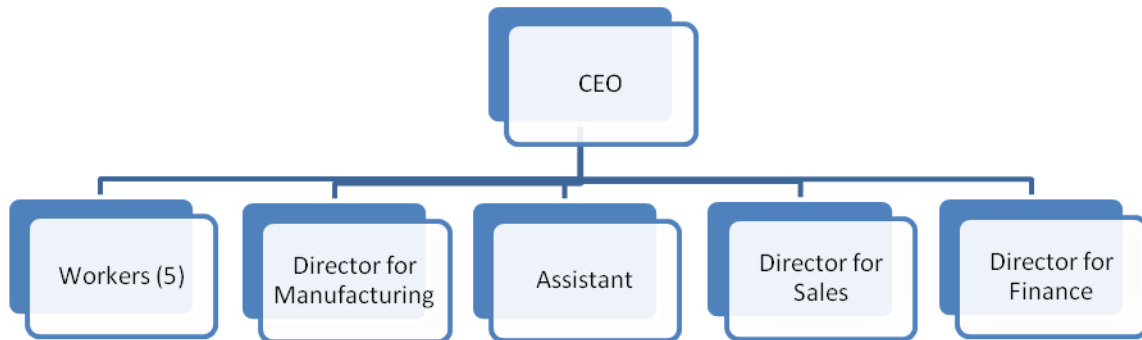 CEO
Workers (5)
Director for
Manufacturing
Assistant
Director for
Sales
Director for
Finance